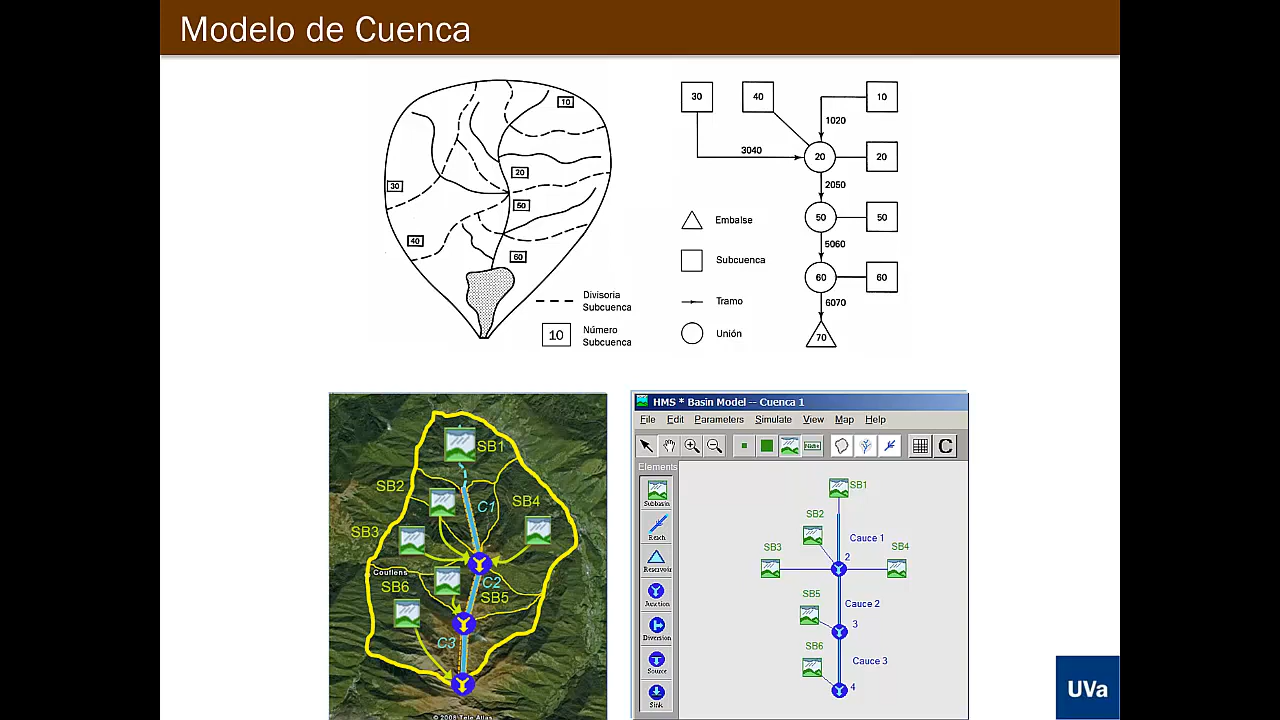 Modelo de Cuenca
10
20
30
50
40
60
Divisoria
Subcuenca
10
Número
Subcuenca
30
40
10
1020
3040
20
20
2050
50
50
5060
60
60
6070
70
Embalse
Subcuenca
Tramo
Unión
SB1
SB2
C1
SB4
SB3
Couflens
C2
SB6
SB5
C3
© 2008 Tele Atlas
HMS * Basin Model -- Cuenca 1
File Edit Parameters Simulate View Map Help
C
Elements
Subbasin
Reach
Reservoir
Junction
Diversion
Source
Sink
SB1
SB2
Cauce 1
SB3
2
SB4
SB5
Cauce 2
3
SB6
Cauce 3
4
UVa